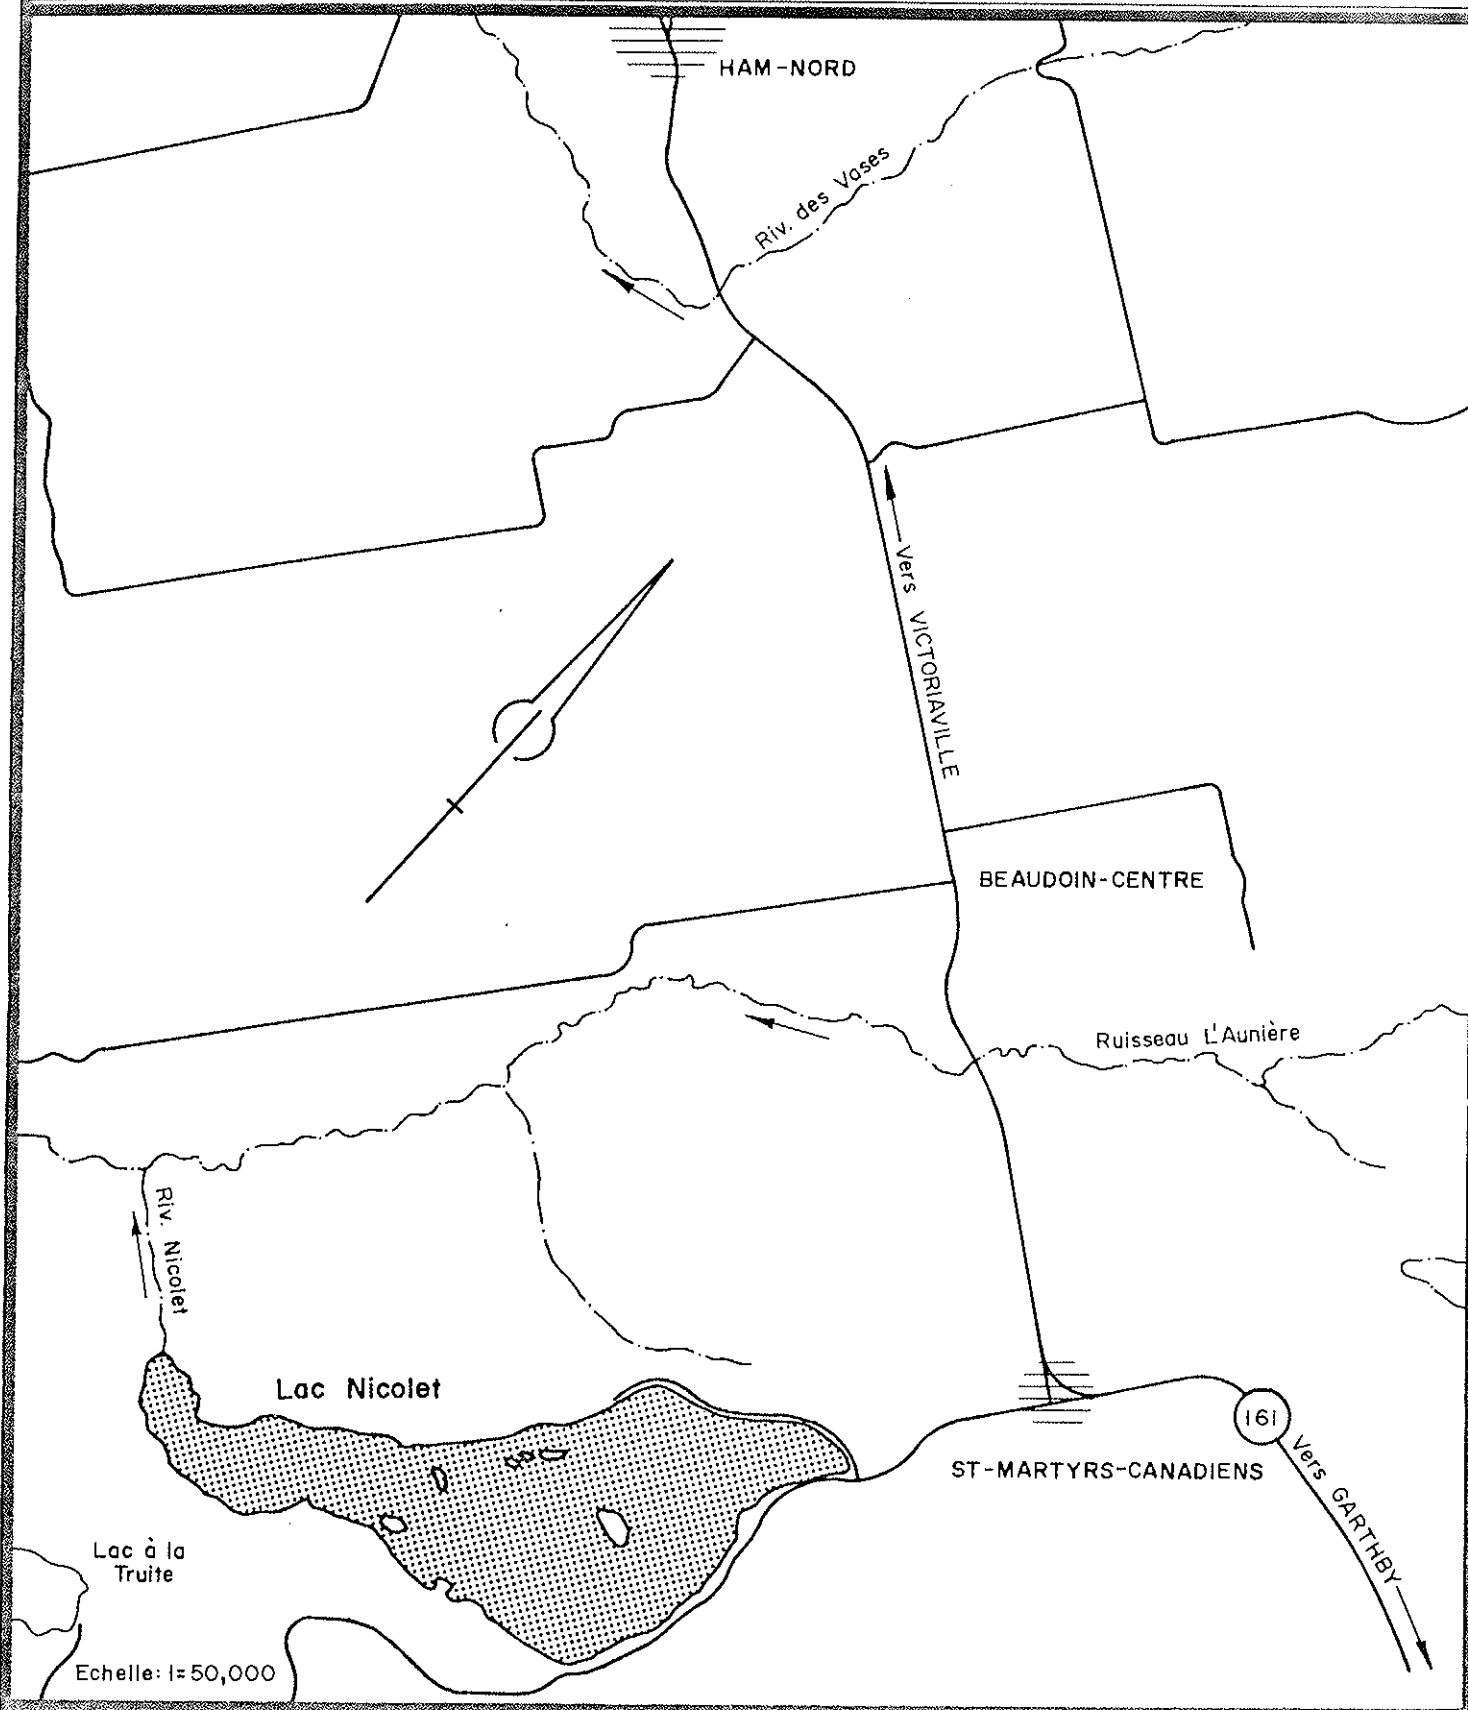 HAM-NORD
Riv. des Vases
Vers VICTORIAVILLE
BEAUDOIN-CENTRE
Ruisseau L'Aunière
Riv. Nicolet
Lac Nicolet
161
ST-MARTYRS-CANADIENS
Vers GARTHBY
Lac à la
Truite
Echelle: 1=50,000